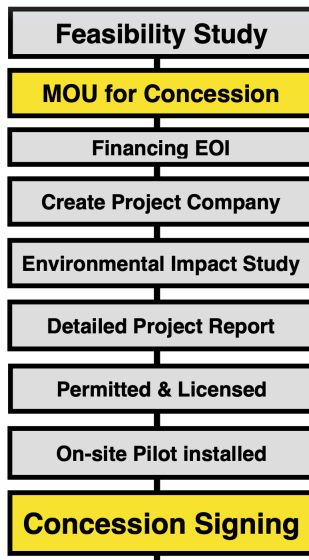 Feasibility Study
MOU for Concession
Financing EOI
Create Project Company
Environmental Impact Study
Detailed Project Report
Permitted & Licensed
On-site Pilot installed
Concession Signing